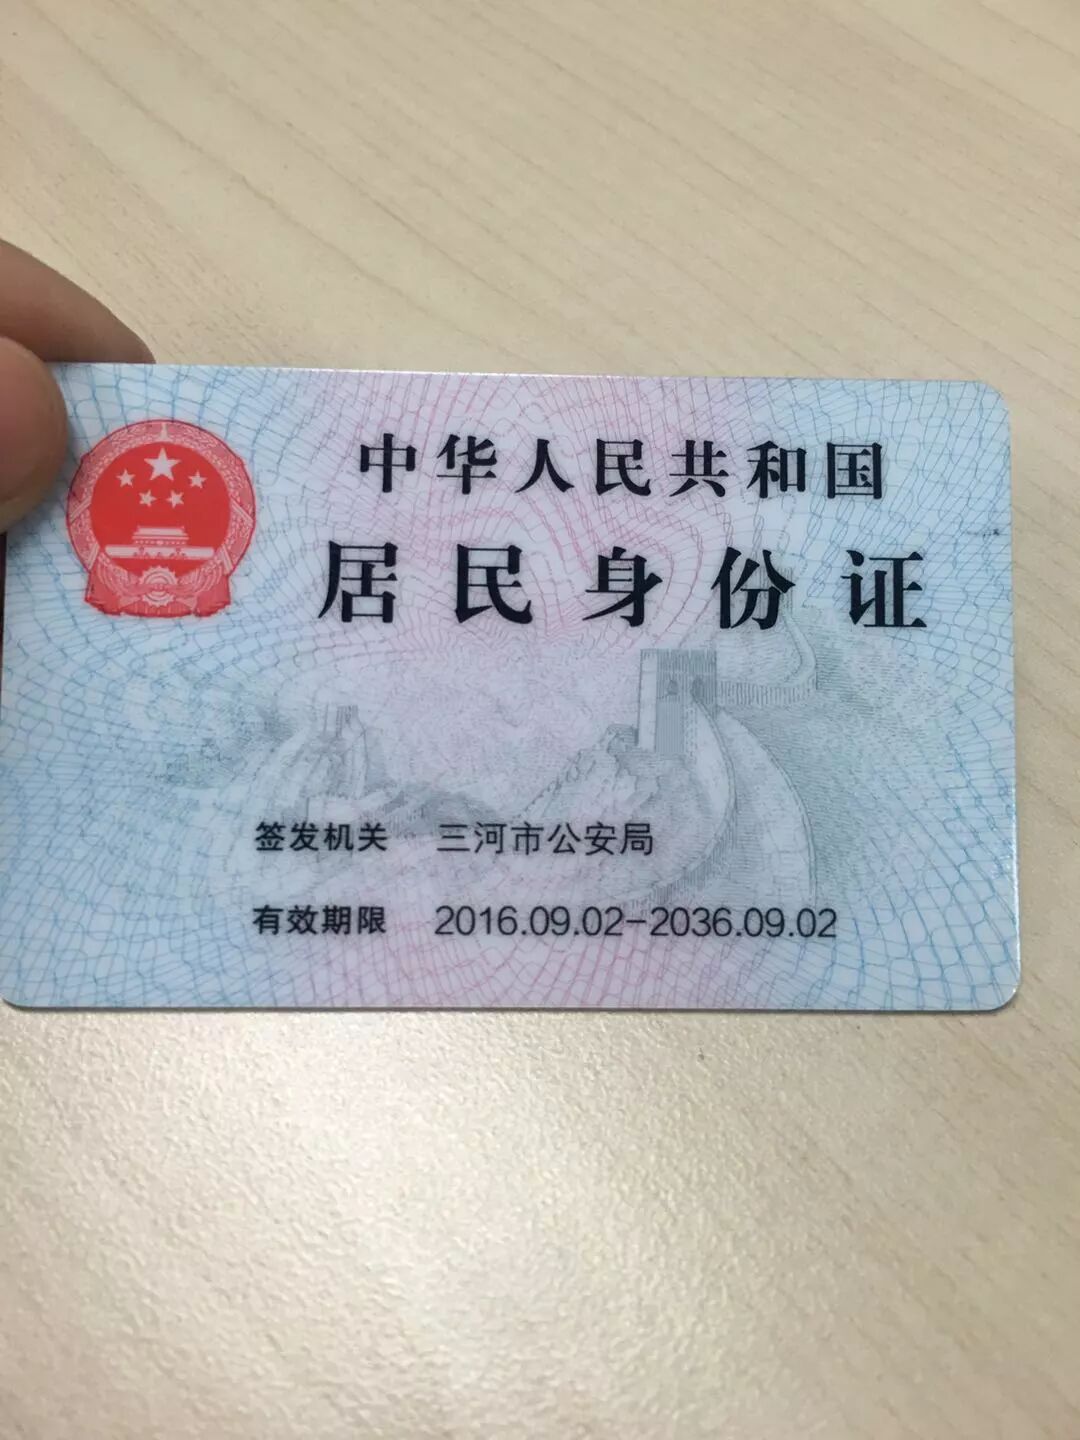 中华人民共和国
居民身份证
签发机关 三河市公安局
有效期限 2016.09.02-2036.09.02